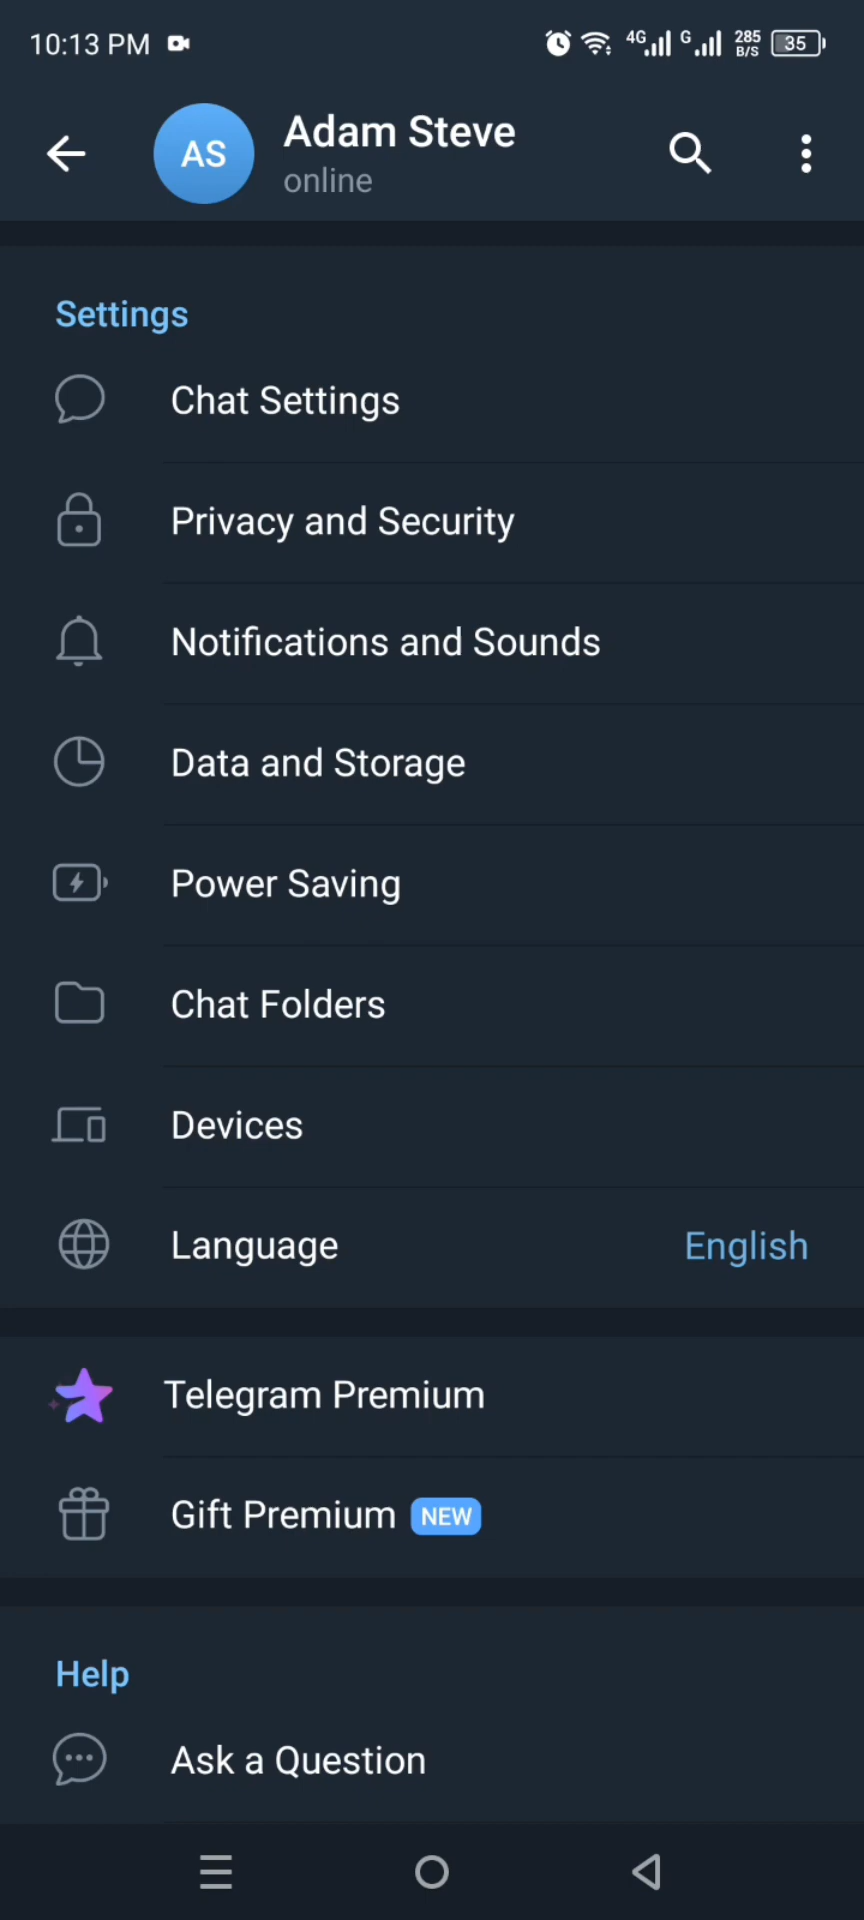 10:13 PM 4G G 285 B/S 35
AS
Adam Steve
online
Settings
Chat Settings
Privacy and Security
Notifications and Sounds
Data and Storage
Power Saving
Chat Folders
Devices
Language English
Telegram Premium
Gift Premium NEW
Help
Ask a Question